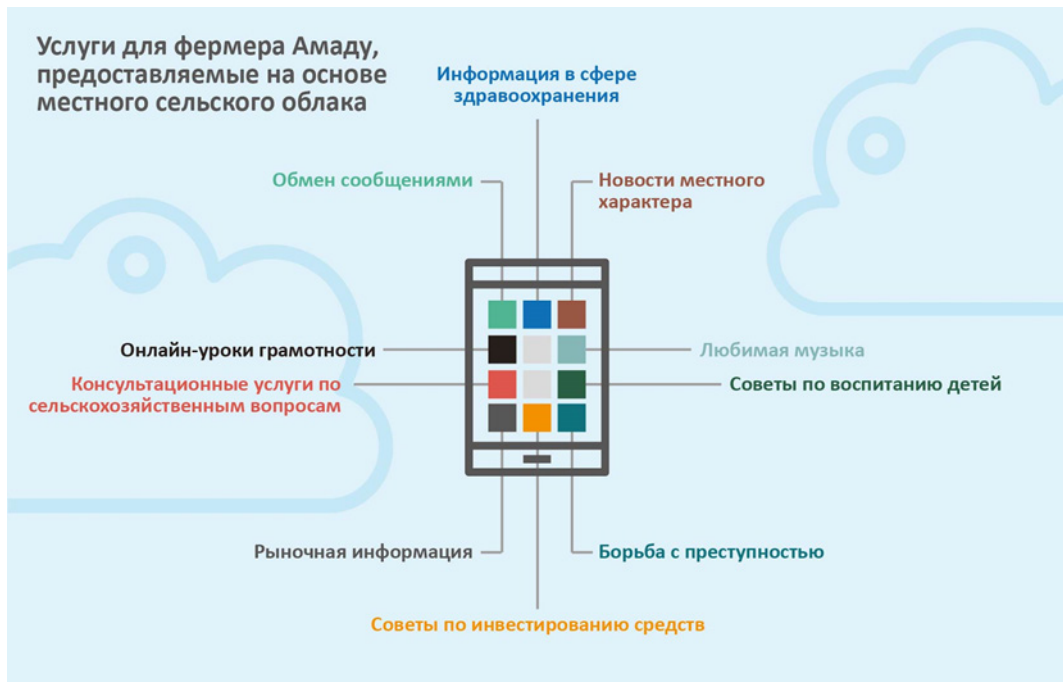 Услуги для фермера Амаду,
предоставляемые на основе
местного сельского облака
Информация в сфере
здравоохранения
Обмен сообщениями
Новости местного
характера
Онлайн-уроки грамотности
Любимая музыка
Консультационные услуги по
сельскохозяйственным вопросам
Советы по воспитанию детей
Рыночная информация
Борьба с преступностью
Советы по инвестированию средств